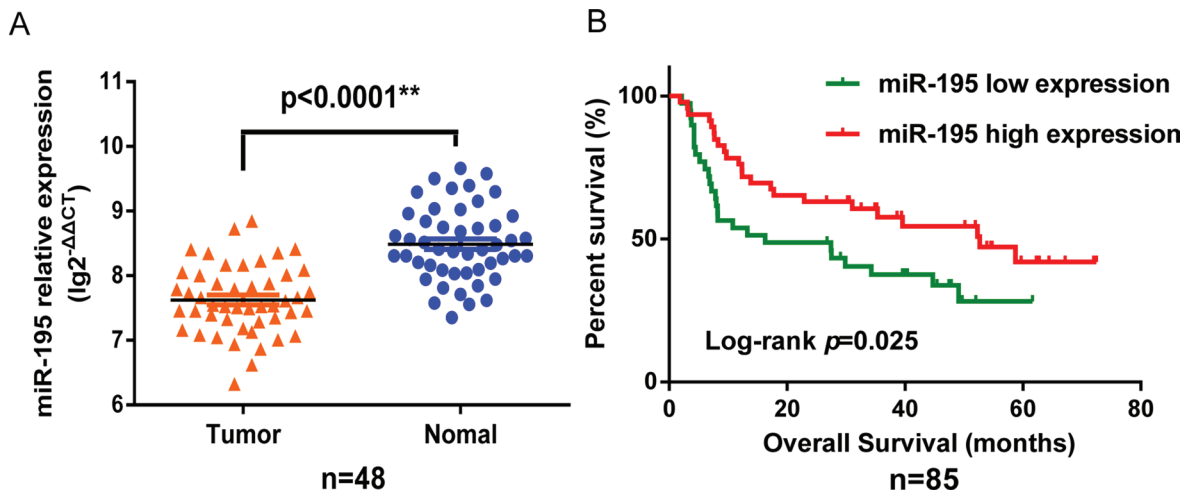 A
miR-195 relative expression
(lg2-ΔΔCT)
11
10
9
8
7
6
p<0.0001**
Tumor
Nomal
n=48
B
Percent survival (%)
100
50
0
miR-195 low expression
miR-195 high expression
Log-rank p=0.025
0
20
40
60
80
Overall Survival (months)
n=85